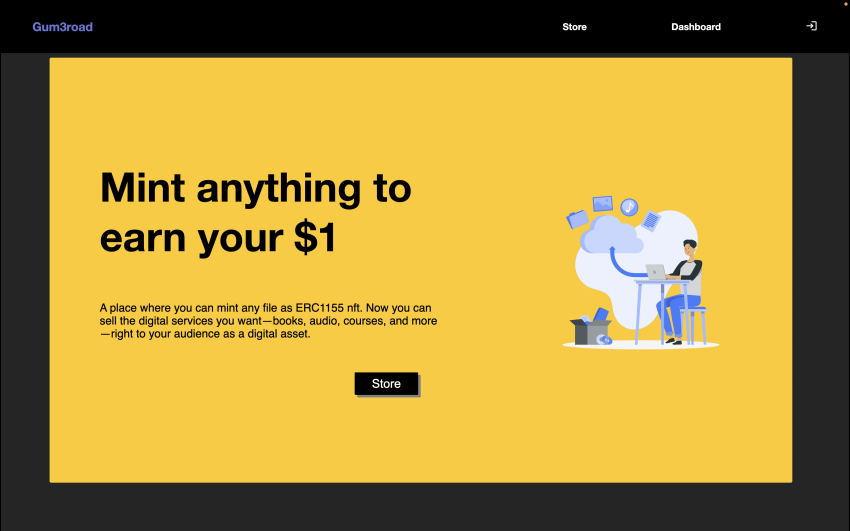 Gum3road
Store
Dashboard
Mint anything to
earn your $1
A place where you can mint any file as ERC1155 nft. Now you can
sell the digital services you want—books, audio, courses, and more
—right to your audience as a digital asset.
Store